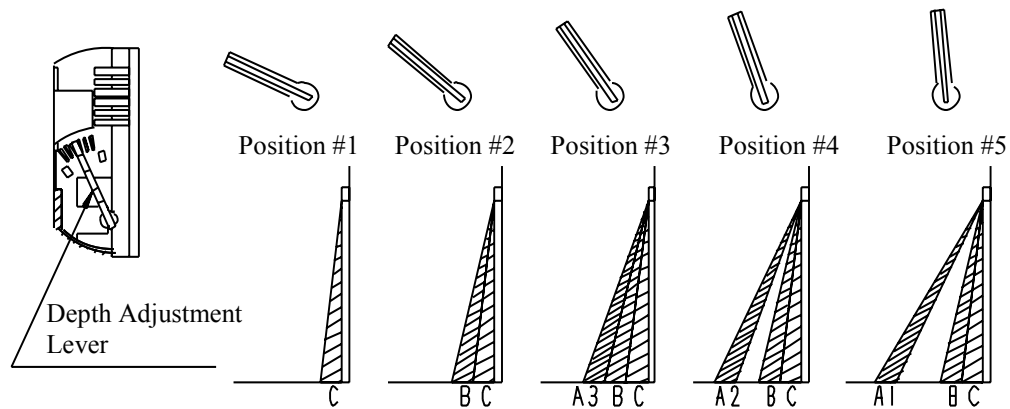 Position #1 Position #2 Position #3 Position #4 Position #5
Depth Adjustment
Lever
C B C A3 B C A2 B C A1 B C